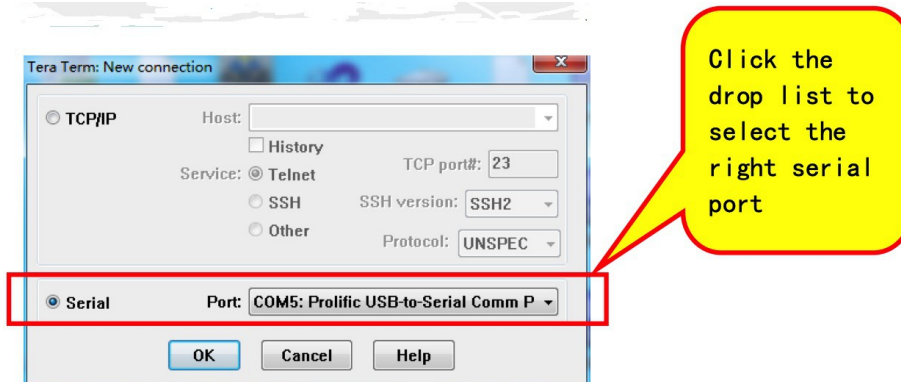 Tera Term: New connection
TCP/IP
Host:
History
Service:
Telnet
TCP port#: 23
SSH
SSH version: SSH2
Other
Protocol: UNSPEC
Serial
Port: COM5: Prolific USB-to-Serial Comm P
OK
Cancel
Help
Click the
drop list to
select the
right serial
port